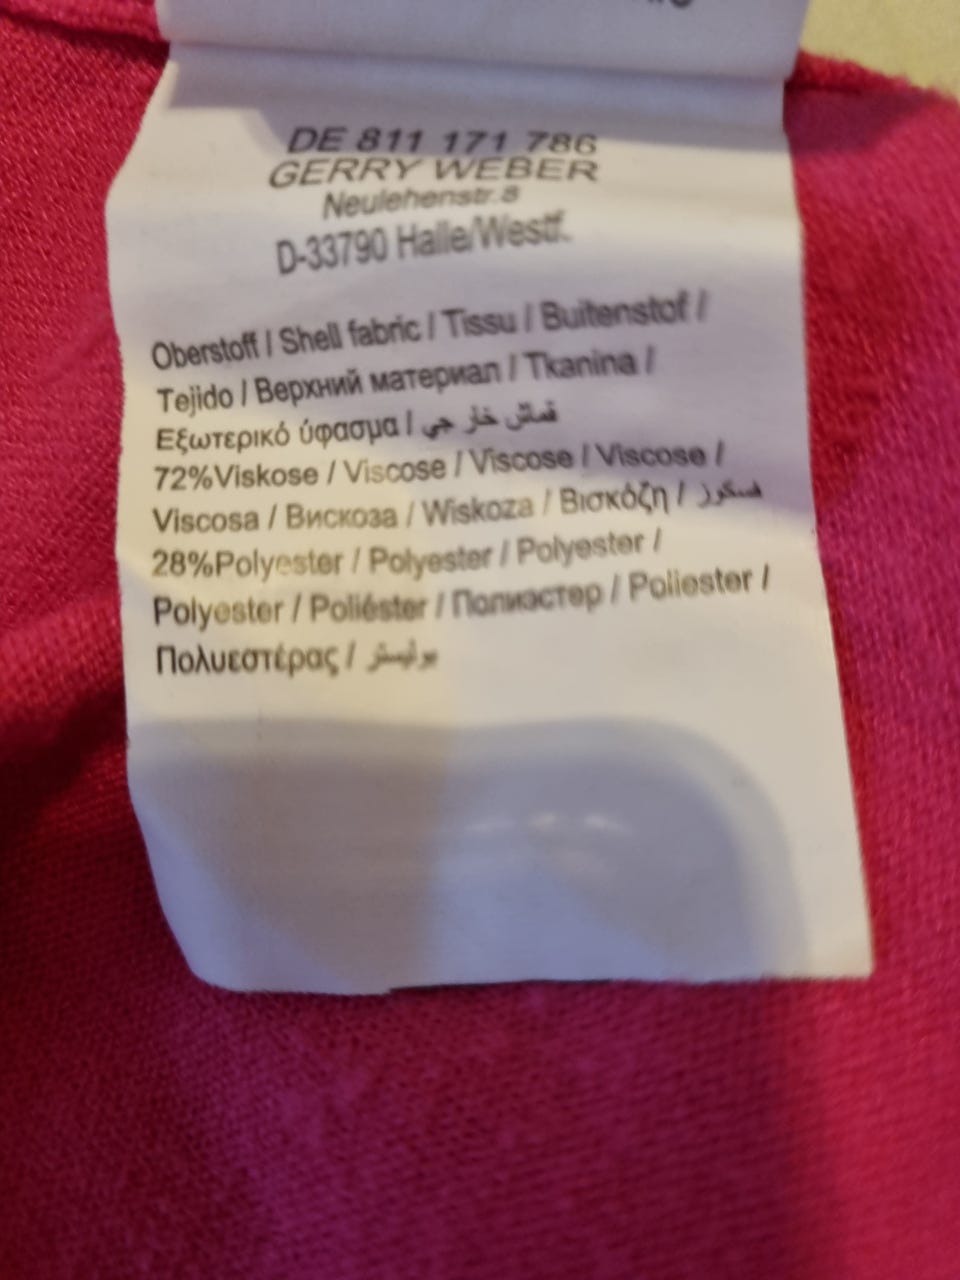 DE 811 171 786
GERRY WEBER
Neulehenstr.8
D-33790 Halle/Westf.
Oberstoff / Shell fabric / Tissu / Buitenstof /
Tejido / Верхний материал / Tkanina /
Εξωτερικό ύφασμα / قماش خارجي
72%Viskose / Viscose / Viscose / Viscose /
Viscosa / Вискоза / Wiskoza / Βισκόζη / فسكوز
28%Polyester / Polyester / Polyester /
Polyester / Poliéster / Полиэстер / Poliester /
Πολυεστέρας /